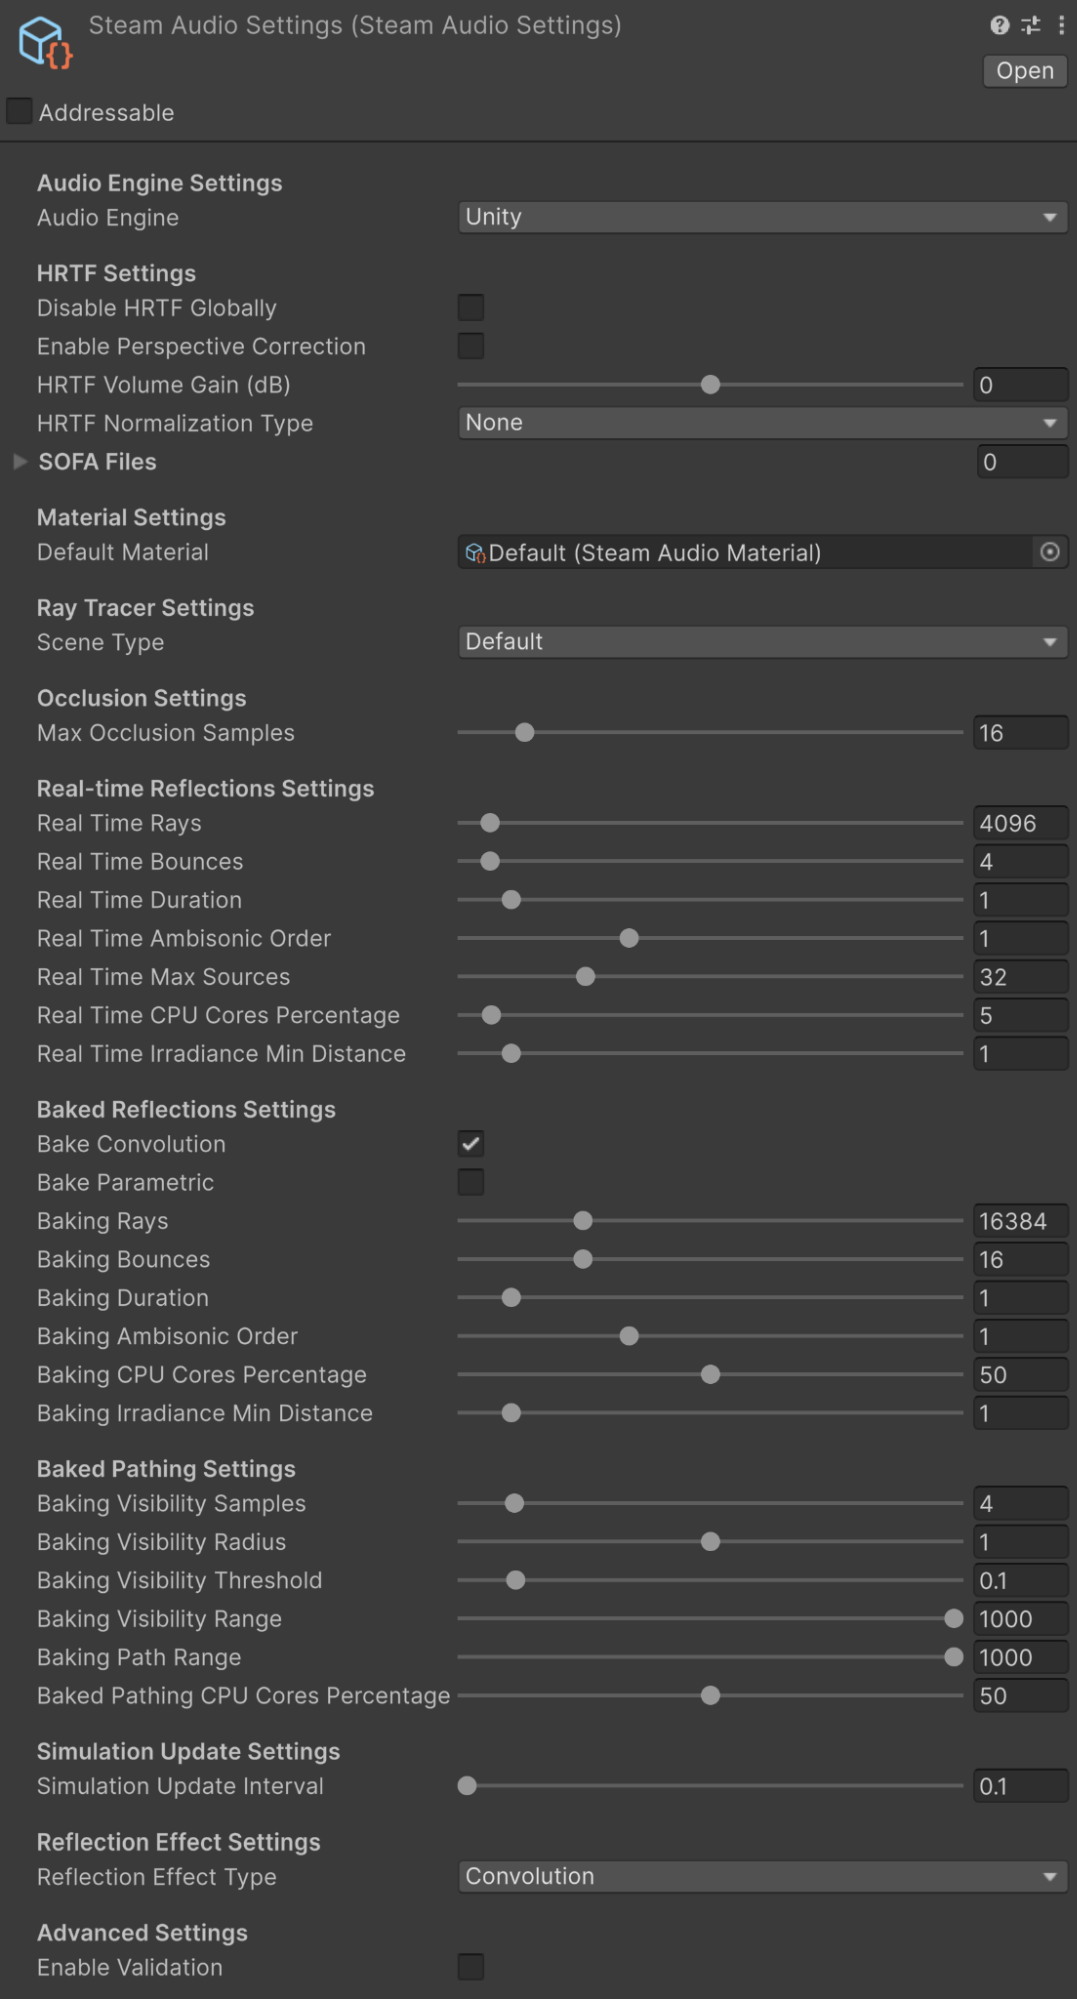 Steam Audio Settings (Steam Audio Settings)
Open
Addressable
Audio Engine Settings
Audio Engine Unity
HRTF Settings
Disable HRTF Globally
Enable Perspective Correction
HRTF Volume Gain (dB) 0
HRTF Normalization Type None
SOFA Files 0
Material Settings
Default Material Default (Steam Audio Material)
Ray Tracer Settings
Scene Type Default
Occlusion Settings
Max Occlusion Samples 16
Real-time Reflections Settings
Real Time Rays 4096
Real Time Bounces 4
Real Time Duration 1
Real Time Ambisonic Order 1
Real Time Max Sources 32
Real Time CPU Cores Percentage 5
Real Time Irradiance Min Distance 1
Baked Reflections Settings
Bake Convolution
Bake Parametric
Baking Rays 16384
Baking Bounces 16
Baking Duration 1
Baking Ambisonic Order 1
Baking CPU Cores Percentage 50
Baking Irradiance Min Distance 1
Baked Pathing Settings
Baking Visibility Samples 4
Baking Visibility Radius 1
Baking Visibility Threshold 0.1
Baking Visibility Range 1000
Baking Path Range 1000
Baked Pathing CPU Cores Percentage 50
Simulation Update Settings
Simulation Update Interval 0.1
Reflection Effect Settings
Reflection Effect Type Convolution
Advanced Settings
Enable Validation